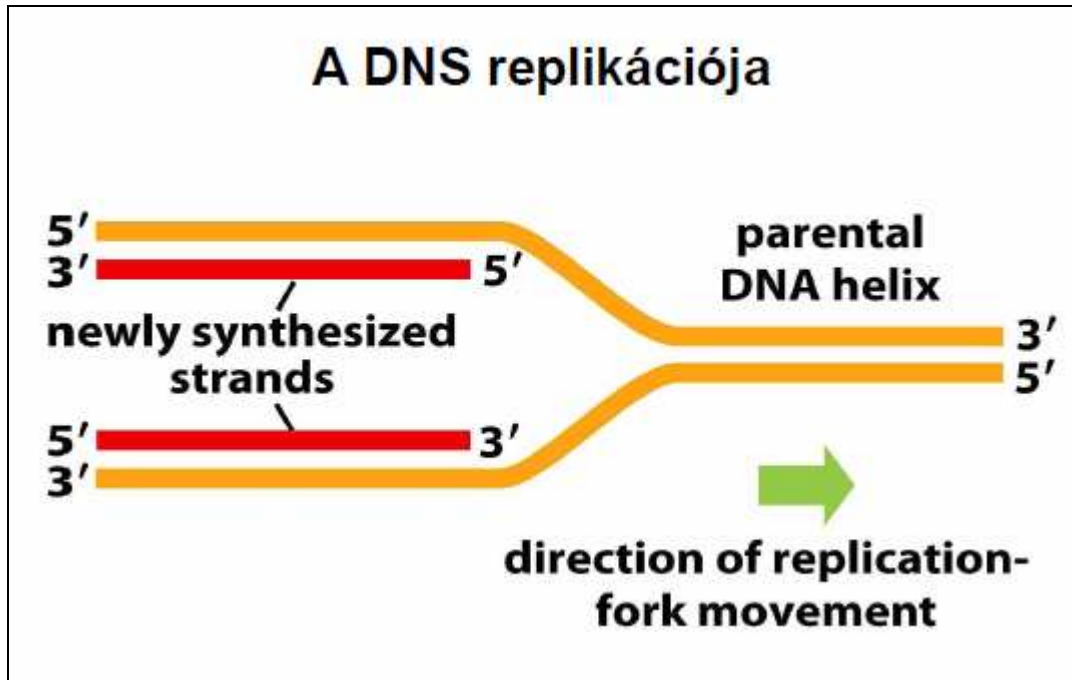 A DNS replikációja
5′
3′
5′
newly synthesized
strands
5′
3′
3′
parental
DNA helix
3′
5′
direction of replication-
fork movement